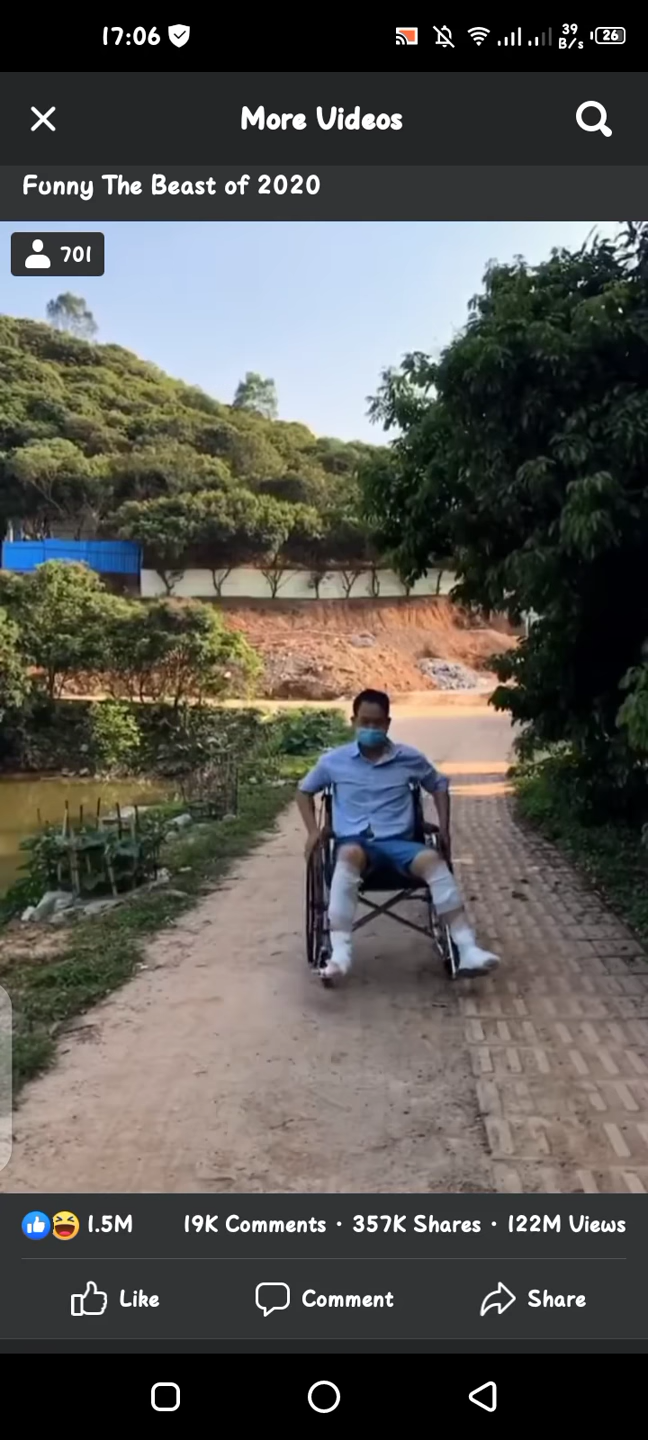 17:06 39 B/s 26
More Videos
Funny The Beast of 2020
701
1.5M 19K Comments · 357K Shares · 122M Views
Like Comment Share